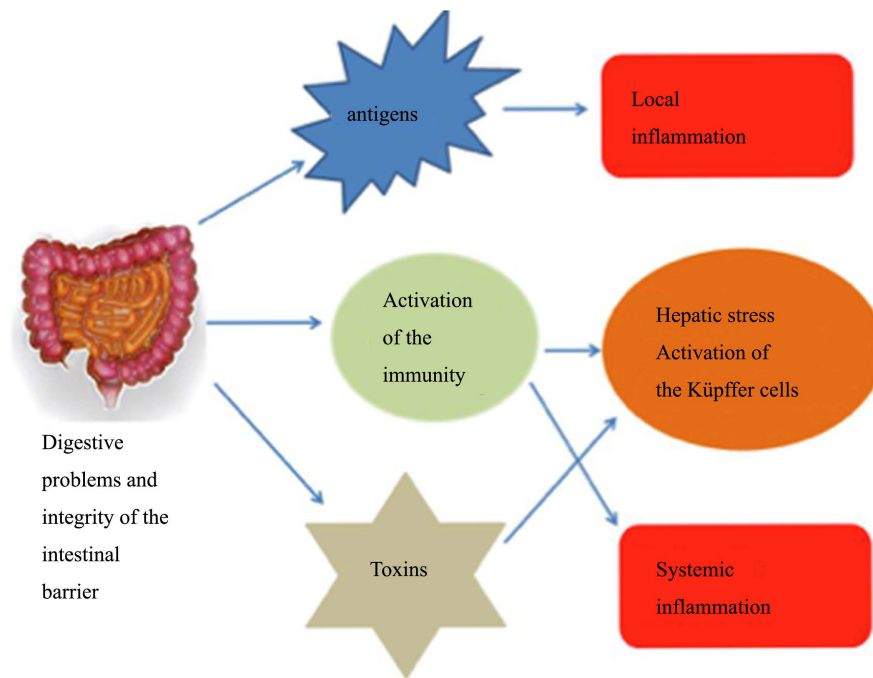 antigens
Local
inflammation
Activation
of the
immunity
Hepatic stress
Activation of
the Küpffer cells
Digestive
problems and
integrity of the
intestinal
barrier
Toxins
Systemic
inflammation